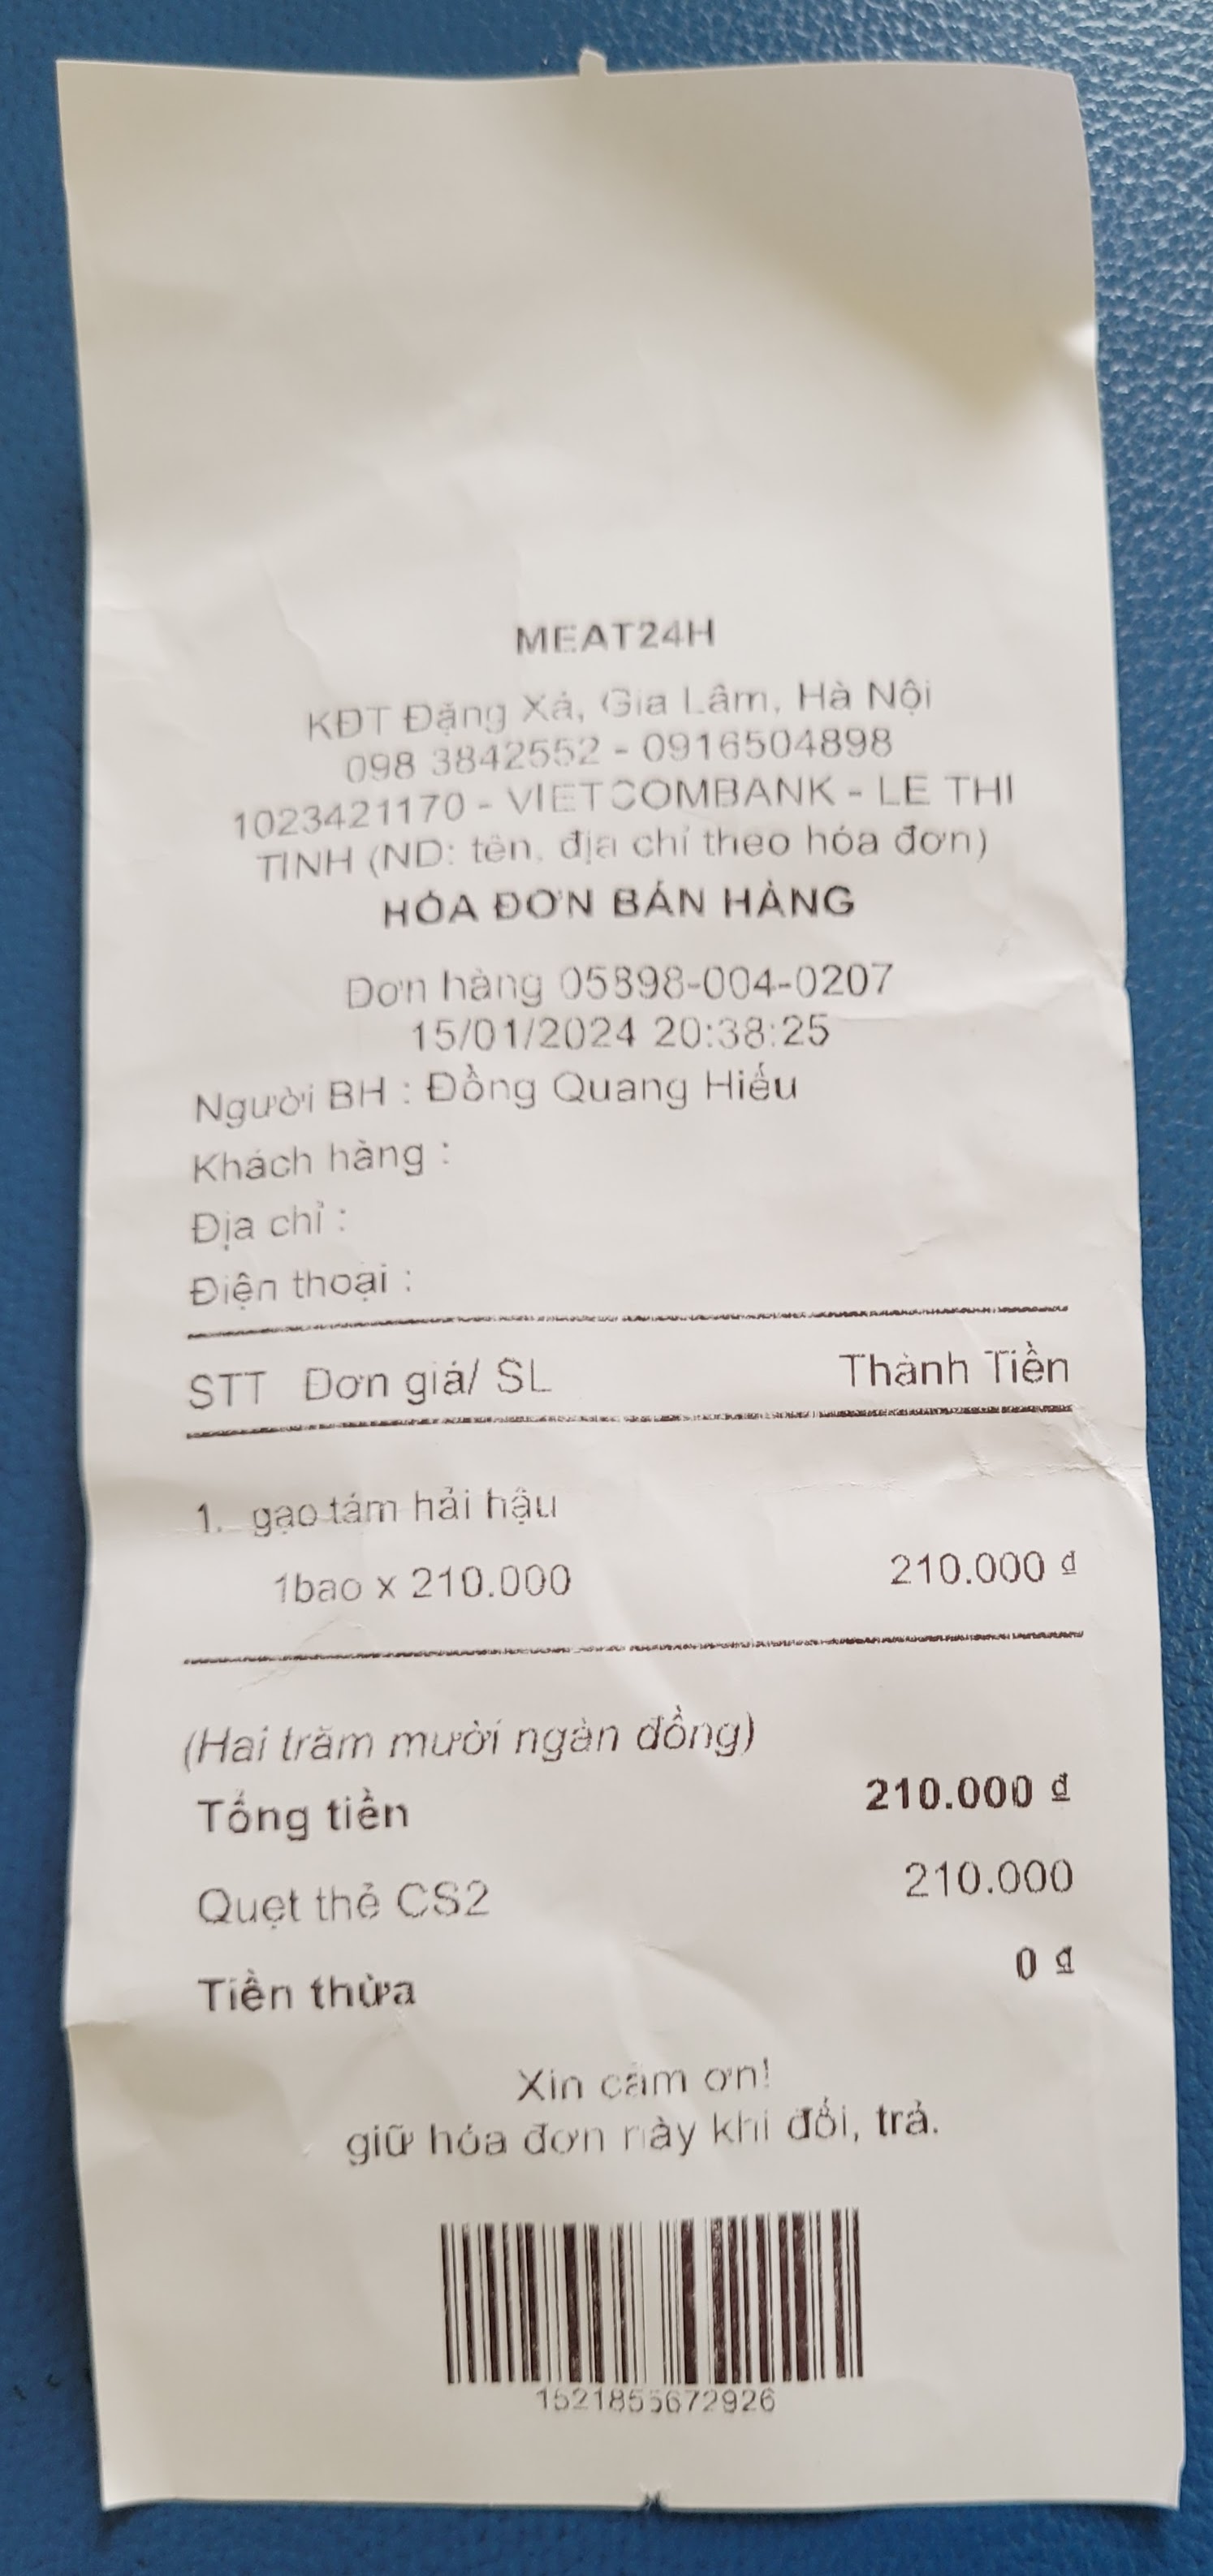 MEAT24H
KĐT Đặng Xá, Gia Lâm, Hà Nội
098 3842552 - 0916504898
1023421170 - VIETCOMBANK - LE THI
TINH (ND: tên, địa chỉ theo hóa đơn)
HÓA ĐƠN BÁN HÀNG
Đơn hàng 05898-004-0207
15/01/2024 20:38:25
Người BH : Đồng Quang Hiếu
Khách hàng :
Địa chỉ :
Điện thoại :
STT Đơn giá/ SL Thành Tiền
1. gạo tám hải hậu
1bao x 210.000 210.000 đ
(Hai trăm mười ngàn đồng)
Tổng tiền 210.000 đ
Quẹt thẻ CS2 210.000
Tiền thừa 0 đ
Xin cảm ơn!
giữ hóa đơn này khi đổi, trả.
1521855672926